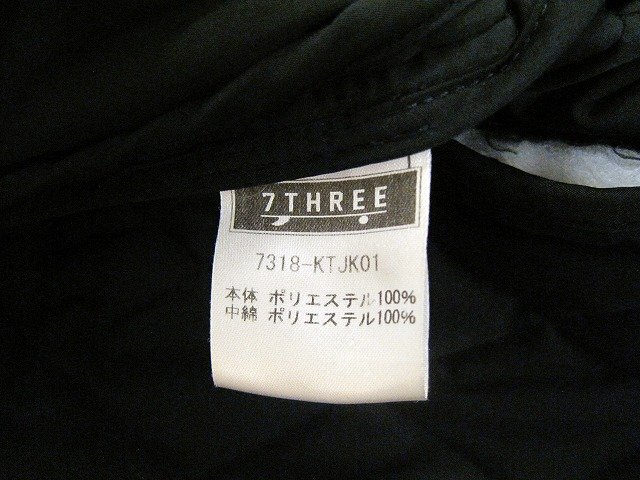 7THREE
7318-KTJK01
本体 ポリエステル100%
中綿 ポリエステル100%